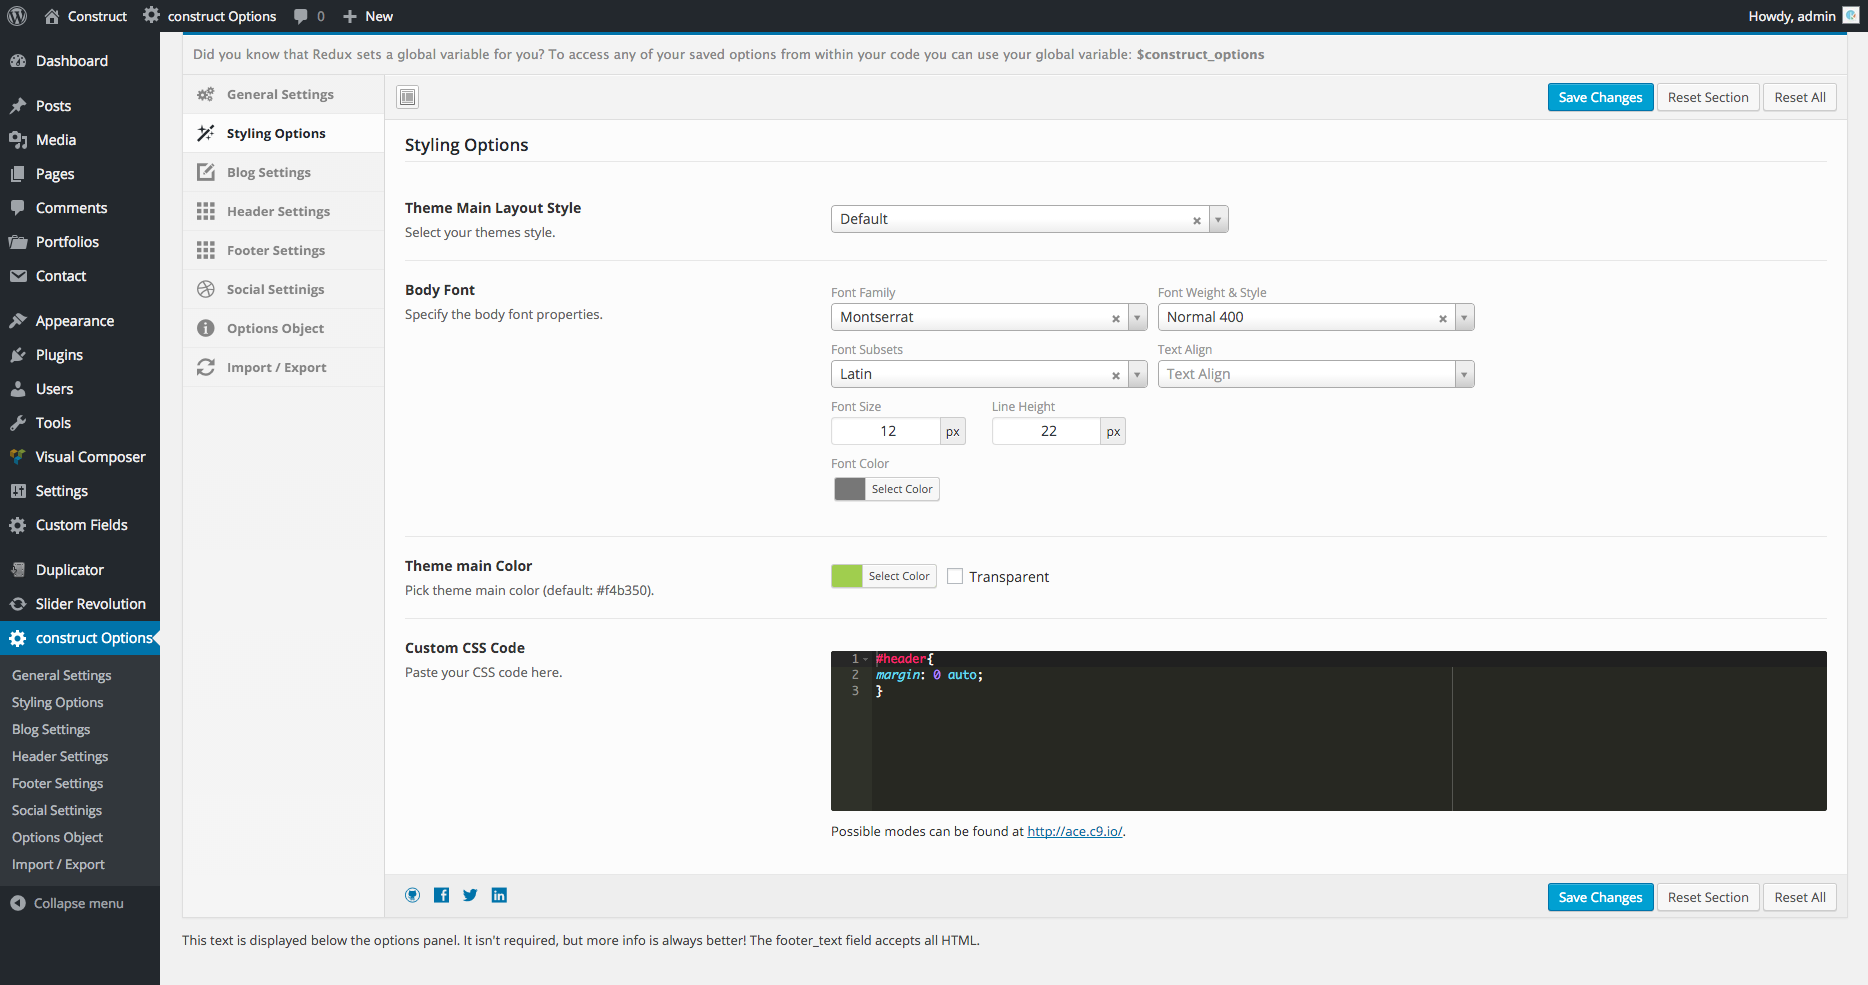 Construct
construct Options
0
New
Howdy, admin
Dashboard
Posts
Media
Pages
Comments
Portfolios
Contact
Appearance
Plugins
Users
Tools
Visual Composer
Settings
Custom Fields
Duplicator
Slider Revolution
construct Options
General Settings
Styling Options
Blog Settings
Header Settings
Footer Settings
Social Settinigs
Options Object
Import / Export
Collapse menu
Did you know that Redux sets a global variable for you? To access any of your saved options from within your code you can use your global variable: $construct_options
General Settings
Styling Options
Blog Settings
Header Settings
Footer Settings
Social Settinigs
Options Object
Import / Export
Save Changes
Reset Section
Reset All
Styling Options
Theme Main Layout Style
Select your themes style.
Default
Body Font
Specify the body font properties.
Font Family
Font Weight & Style
Montserrat
Normal 400
Font Subsets
Text Align
Latin
Text Align
Font Size
Line Height
12 px
22 px
Font Color
Select Color
Theme main Color
Pick theme main color (default: #f4b350).
Select Color
Transparent
Custom CSS Code
Paste your CSS code here.
1 #header{
2 margin: 0 auto;
3 }
Possible modes can be found at http://ace.c9.io/.
Save Changes
Reset Section
Reset All
This text is displayed below the options panel. It isn't required, but more info is always better! The footer_text field accepts all HTML.